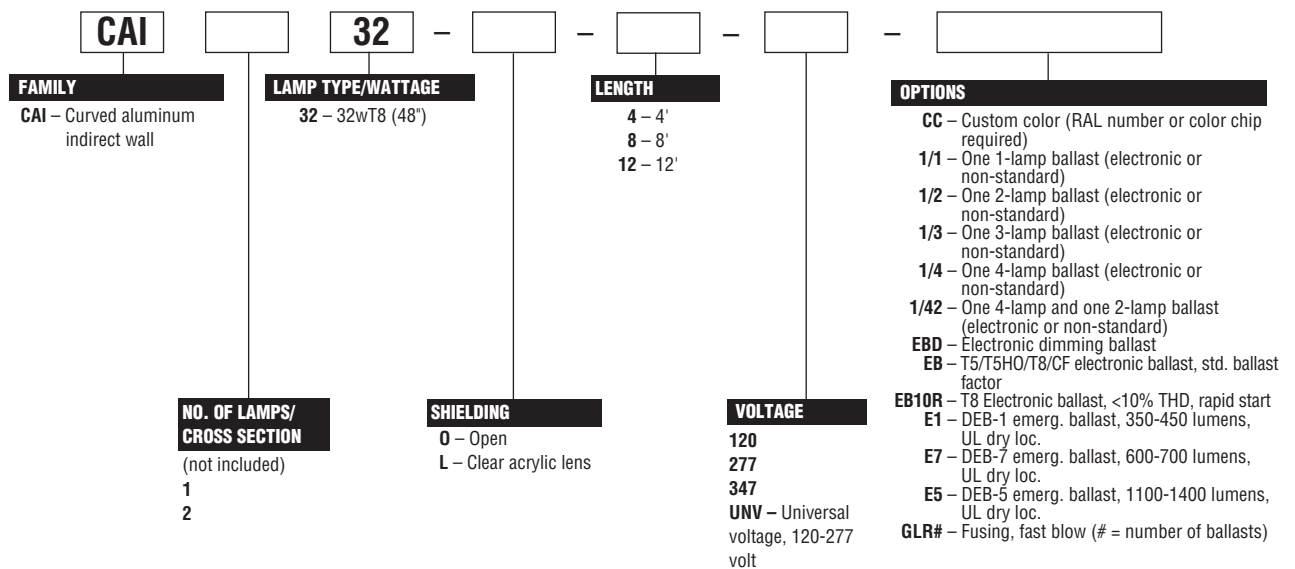 CAI 32 – – – –
FAMILY
CAI – Curved aluminum
indirect wall
LAMP TYPE/WATTAGE
32 – 32wT8 (48")
LENGTH
4 – 4'
8 – 8'
12 – 12'
OPTIONS
CC – Custom color (RAL number or color chip
required)
1/1 – One 1-lamp ballast (electronic or
non-standard)
1/2 – One 2-lamp ballast (electronic or
non-standard)
1/3 – One 3-lamp ballast (electronic or
non-standard)
1/4 – One 4-lamp ballast (electronic or
non-standard)
1/42 – One 4-lamp and one 2-lamp ballast
(electronic or non-standard)
EBD – Electronic dimming ballast
EB – T5/T5HO/T8/CF electronic ballast, std. ballast
factor
EB10R – T8 Electronic ballast, <10% THD, rapid start
E1 – DEB-1 emerg. ballast, 350-450 lumens,
UL dry loc.
E7 – DEB-7 emerg. ballast, 600-700 lumens,
UL dry loc.
E5 – DEB-5 emerg. ballast, 1100-1400 lumens,
UL dry loc.
GLR# – Fusing, fast blow (# = number of ballasts)
NO. OF LAMPS/
CROSS SECTION
(not included)
1
2
SHIELDING
O – Open
L – Clear acrylic lens
VOLTAGE
120
277
347
UNV – Universal
voltage, 120-277
volt